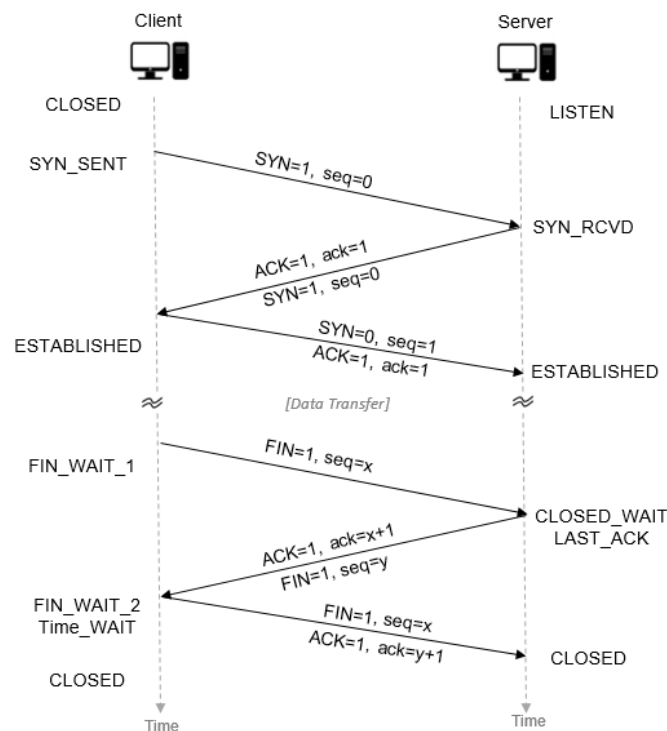 Client
Server
CLOSED
LISTEN
SYN_SENT
SYN=1, seq=0
SYN_RCVD
ACK=1, ack=1
SYN=1, seq=0
ESTABLISHED
SYN=0, seq=1
ACK=1, ack=1
ESTABLISHED
[Data Transfer]
FIN_WAIT_1
FIN=1, seq=x
CLOSED_WAIT
LAST_ACK
ACK=1, ack=x+1
FIN=1, seq=y
FIN_WAIT_2
Time_WAIT
FIN=1, seq=x
ACK=1, ack=y+1
CLOSED
CLOSED
Time
Time